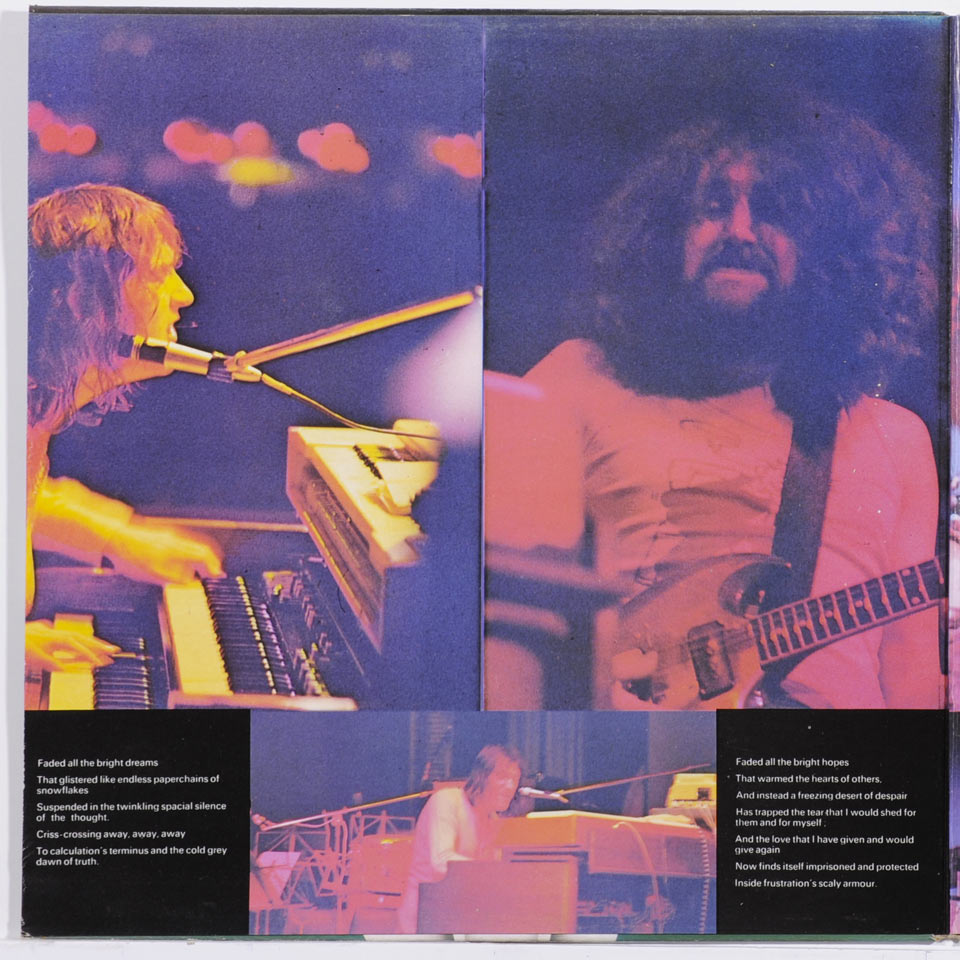 Faded all the bright dreams
That glistered like endless paperchains of
snowflakes
Suspended in the twinkling spacial silence
of the thought.
Criss-crossing away, away, away
To calculation's terminus and the cold grey
dawn of truth.
Faded all the bright hopes
That warmed the hearts of others,
And instead a freezing desert of despair
Has trapped the tear that I would shed for
them and for myself ;
And the love that I have given and would
give again
Now finds itself imprisoned and protected
Inside frustration's scaly armour.